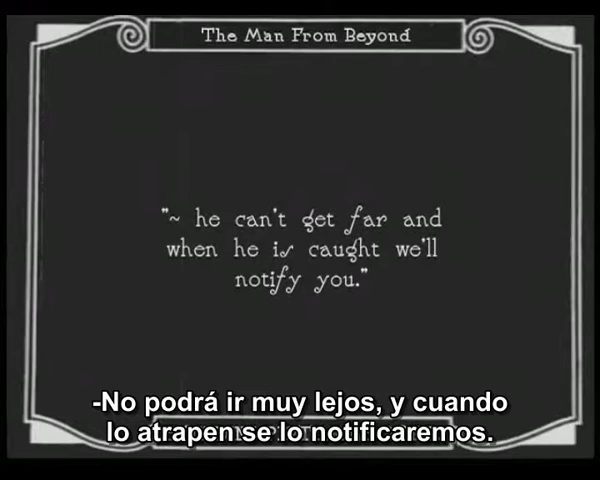 The Man From Beyond
"~ he can't get far and
when he is caught we'll
notify you."
-No podrá ir muy lejos, y cuando
lo atrapen se lo notificaremos.